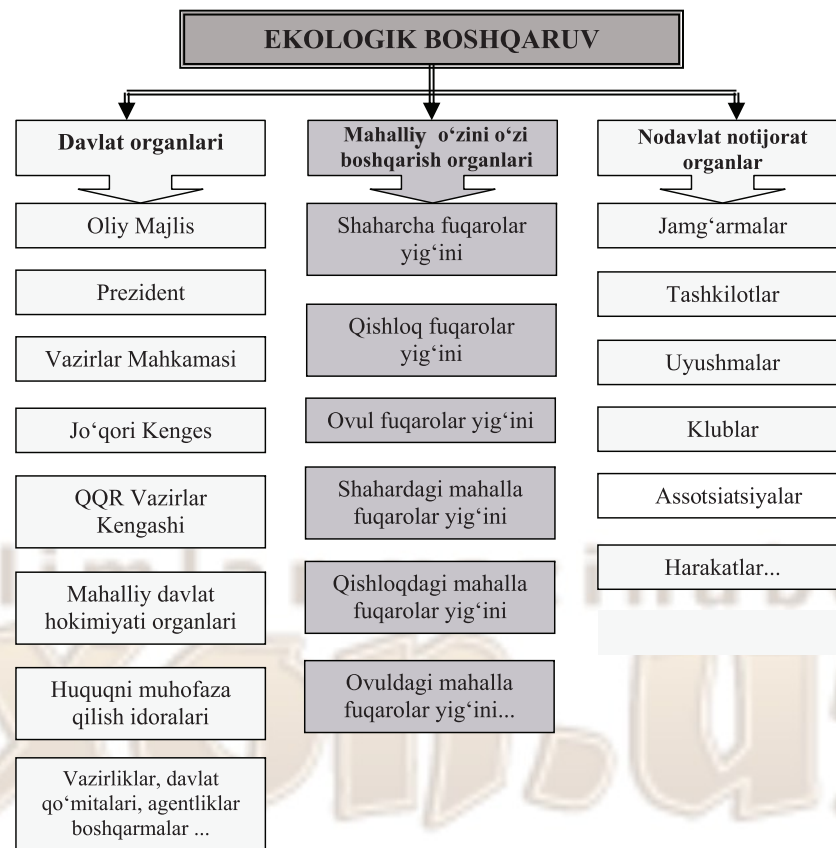 EKOLOGIK BOSHQARUV
Davlat organlari
Oliy Majlis
Prezident
Vazirlar Mahkamasi
Jo‘qori Kenges
QQR Vazirlar
Kengashi
Mahalliy davlat
hokimiyati organlari
Huquqni muhofaza
qilish idoralari
Vazirliklar, davlat
qo‘mitalari, agentliklar
boshqarmalar ...
Mahalliy o‘zini o‘zi
boshqarish organlari
Shaharcha fuqarolar
yig‘ini
Qishloq fuqarolar
yig‘ini
Ovul fuqarolar yig‘ini
Shahardagi mahalla
fuqarolar yig‘ini
Qishloqdagi mahalla
fuqarolar yig‘ini
Ovuldagi mahalla
fuqarolar yig‘ini...
Nodavlat notijorat
organlar
Jamg‘armalar
Tashkilotlar
Uyushmalar
Klublar
Assotsiatsiyalar
Harakatlar...